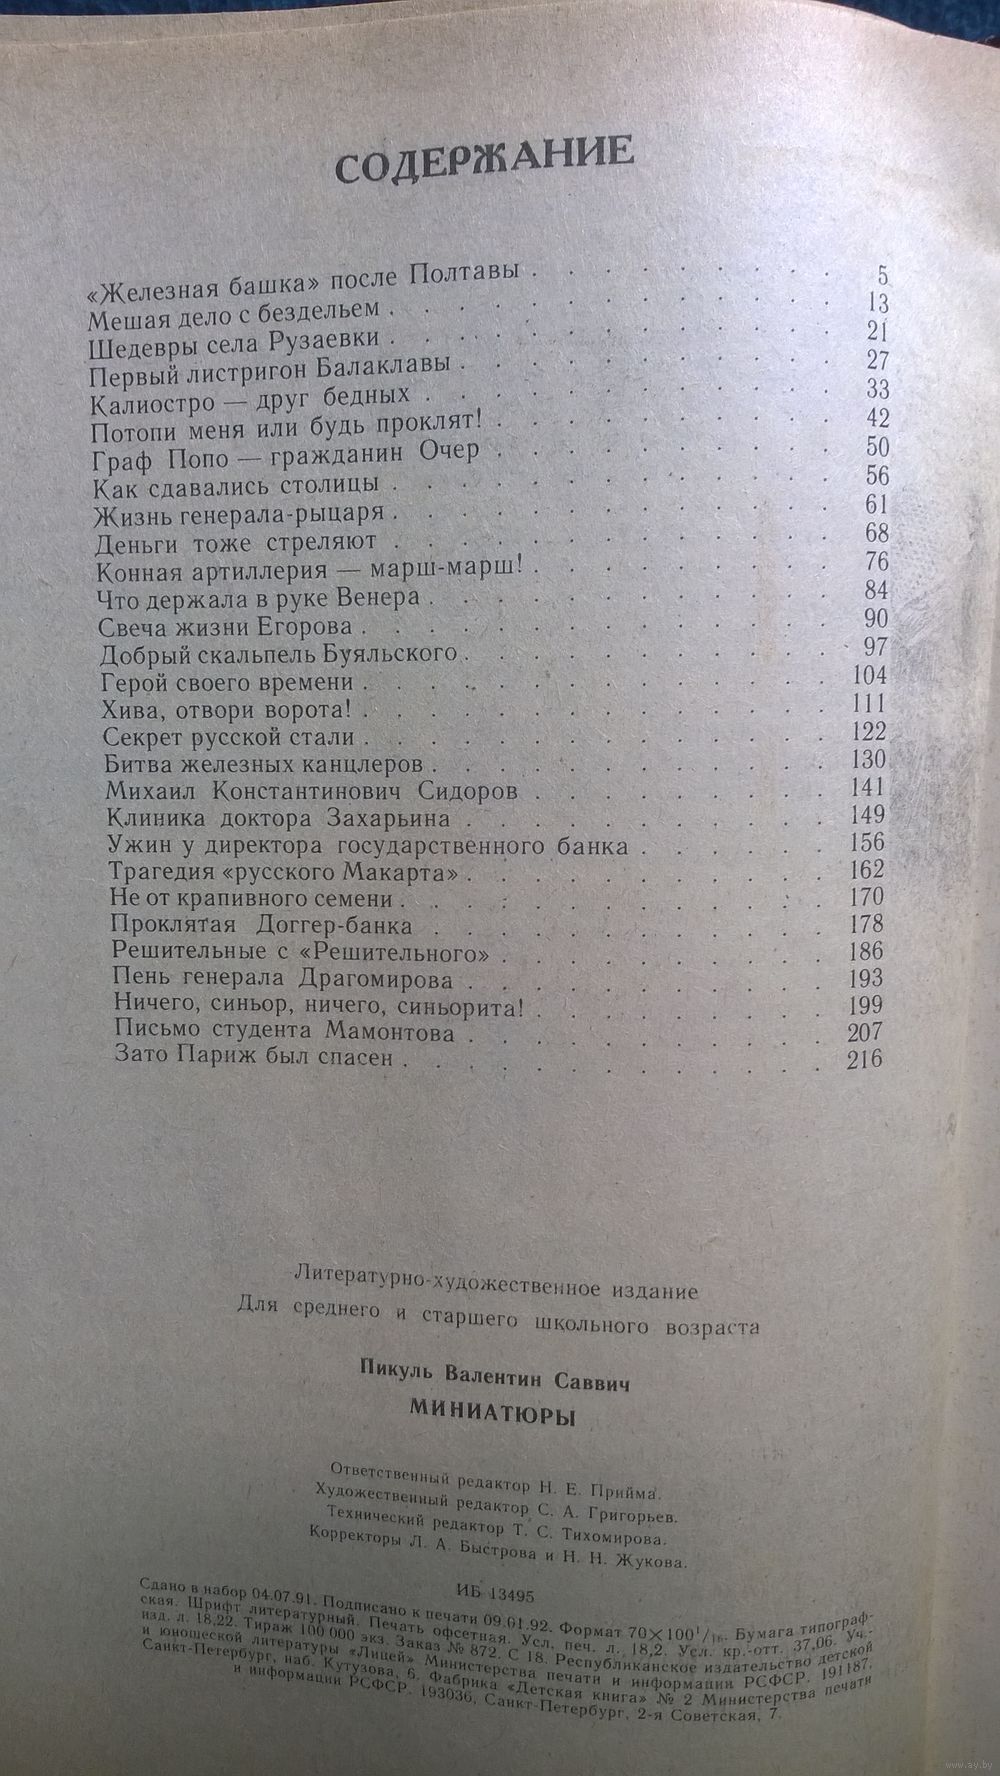 СОДЕРЖАНИЕ
«Железная башка» после Полтавы . . . . . . . . . 5
Мешая дело с бездельем . . . . . . . . . . . . . 13
Шедевры села Рузаевки . . . . . . . . . . . . . 21
Первый листригон Балаклавы . . . . . . . . . . . 27
Калиостро — друг бедных . . . . . . . . . . . . 33
Потопи меня или будь проклят! . . . . . . . . . . 42
Граф Попо — гражданин Очер . . . . . . . . . . 50
Как сдавались столицы . . . . . . . . . . . . . 56
Жизнь генерала-рыцаря . . . . . . . . . . . . . 61
Деньги тоже стреляют . . . . . . . . . . . . . 68
Конная артиллерия — марш-марш! . . . . . . . . . 76
Что держала в руке Венера . . . . . . . . . . . . 84
Свеча жизни Егорова . . . . . . . . . . . . . . 90
Добрый скальпель Буяльского . . . . . . . . . . . 97
Герой своего времени . . . . . . . . . . . . . . 104
Хива, отвори ворота! . . . . . . . . . . . . . . 111
Секрет русской стали . . . . . . . . . . . . . . 122
Битва железных канцлеров . . . . . . . . . . . . 130
Михаил Константинович Сидоров . . . . . . . . . 141
Клиника доктора Захарьина . . . . . . . . . . . 149
Ужин у директора государственного банка . . . . . . 156
Трагедия «русского Макарта» . . . . . . . . . . . 162
Не от крапивного семени . . . . . . . . . . . . . 170
Проклятая Доггер-банка . . . . . . . . . . . . 178
Решительные с «Решительного» . . . . . . . . . . 186
Пень генерала Драгомирова . . . . . . . . . . . 193
Ничего, синьор, ничего, синьорита! . . . . . . . . . 199
Письмо студента Мамонтова . . . . . . . . . . . 207
Зато Париж был спасен . . . . . . . . . . . . . 216
Литературно-художественное издание
Для среднего и старшего школьного возраста
Пикуль Валентин Саввич
МИНИАТЮРЫ
Ответственный редактор Н. Е. Прийма.
Художественный редактор С. А. Григорьев.
Технический редактор Т. С. Тихомирова.
Корректоры Л. А. Быстрова и Н. Н. Жукова.
ИБ 13495
Сдано в набор 04.07.91. Подписано к печати 09.01.92. Формат 70×100¹/₁₆. Бумага типограф-
ская. Шрифт литературный. Печать офсетная. Усл. печ. л. 18,2. Усл. кр.-отт. 37,06. Уч.-
изд. л. 18,22. Тираж 100 000 экз. Заказ № 872. С 18. Республиканское издательство детской
и юношеской литературы «Лицей» Министерства печати и информации РСФСР. 191187,
Санкт-Петербург, наб. Кутузова, 6. Фабрика «Детская книга» № 2 Министерства печати
и информации РСФСР. 193036, Санкт-Петербург, 2-я Советская, 7.
www.ay.by